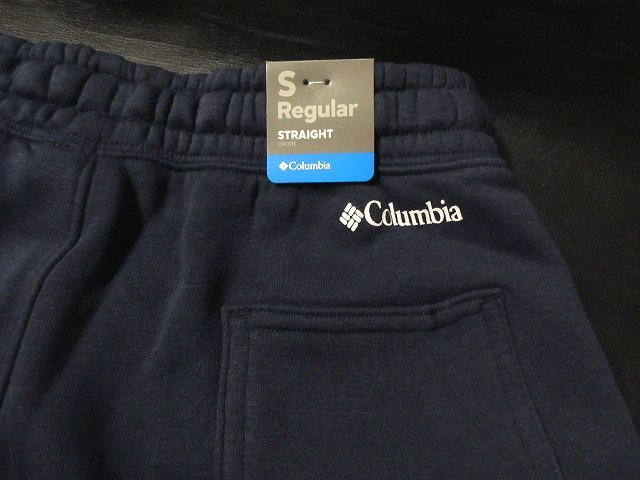 S
Regular
STRAIGHT
DROITE
Columbia
Columbia